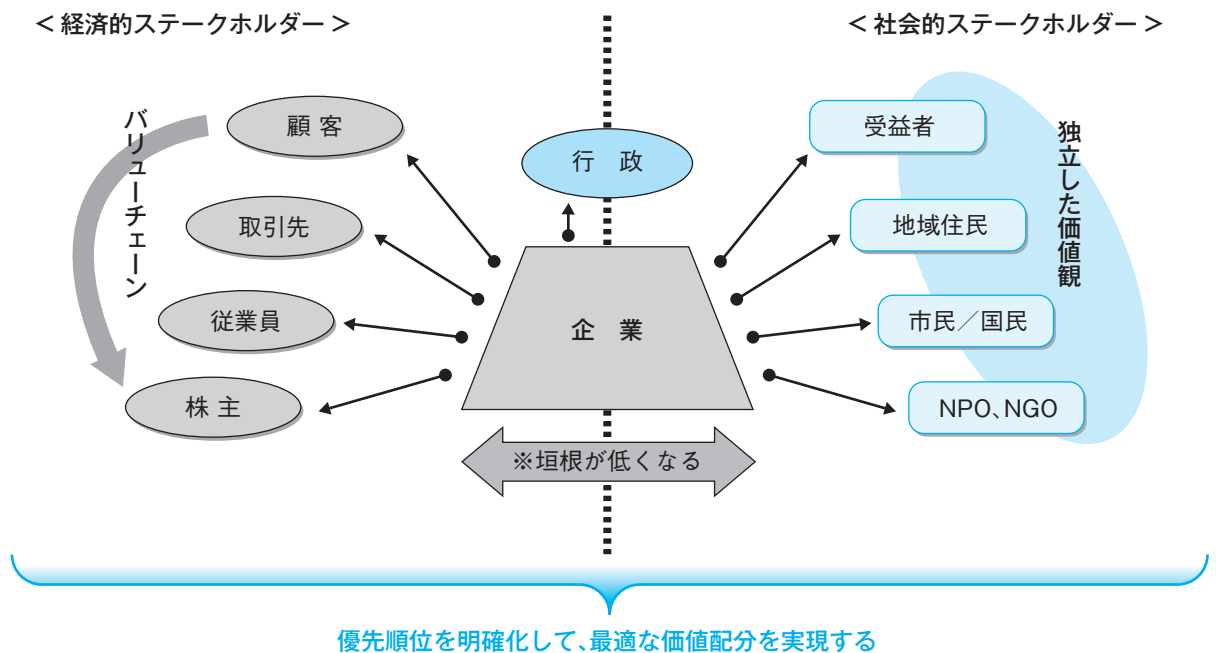 ＜経済的ステークホルダー＞
＜社会的ステークホルダー＞
バリューチェーン
顧 客
取引先
従業員
株 主
行 政
企 業
※垣根が低くなる
受益者
地域住民
市民／国民
NPO、NGO
独立した価値観
優先順位を明確化して、最適な価値配分を実現する